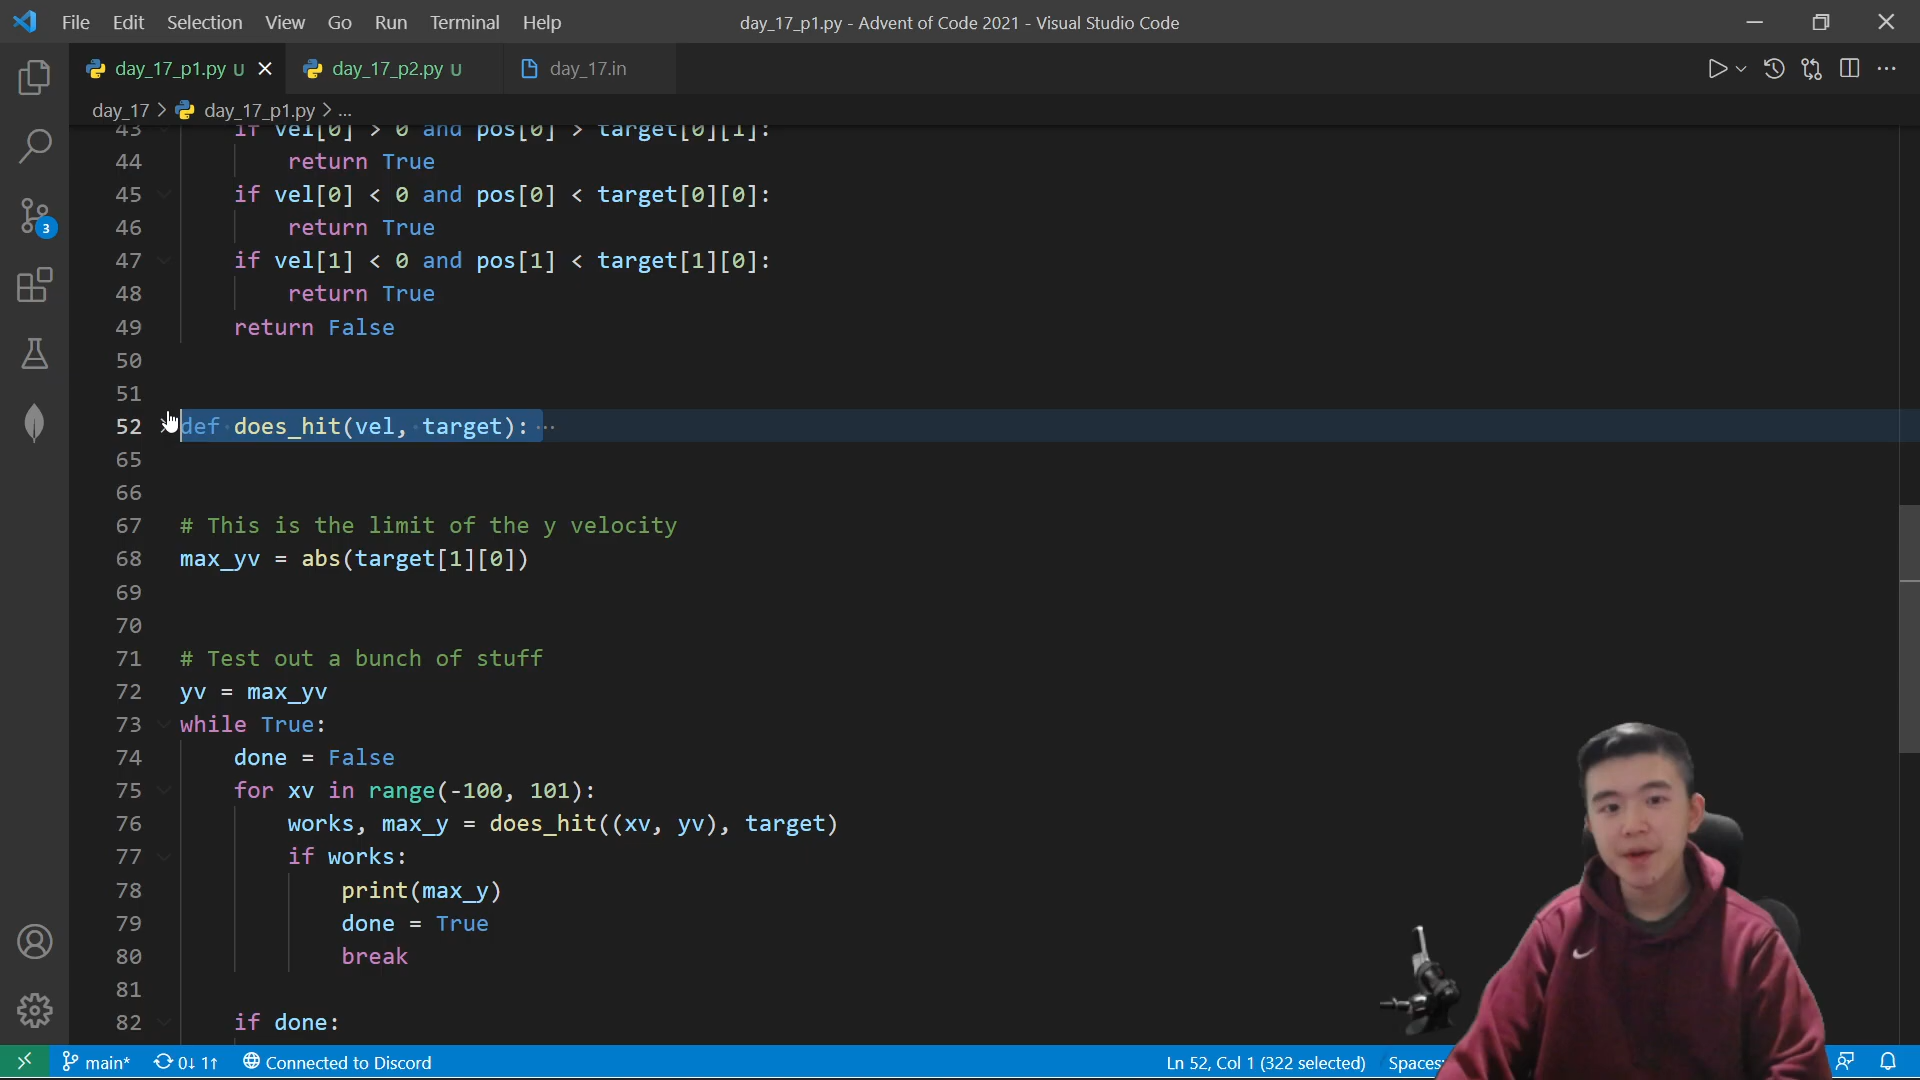 File Edit Selection View Go Run Terminal Help day_17_p1.py - Advent of Code 2021 - Visual Studio Code
day_17_p1.py U day_17_p2.py U day_17.in
day_17 > day_17_p1.py > ...
43 if vel[0] > 0 and pos[0] > target[0][1]:
44 return True
45 if vel[0] < 0 and pos[0] < target[0][0]:
46 return True
47 if vel[1] < 0 and pos[1] < target[1][0]:
48 return True
49 return False
50
51
52 def does_hit(vel, target): ...
65
66
67 # This is the limit of the y velocity
68 max_yv = abs(target[1][0])
69
70
71 # Test out a bunch of stuff
72 yv = max_yv
73 while True:
74 done = False
75 for xv in range(-100, 101):
76 works, max_y = does_hit((xv, yv), target)
77 if works:
78 print(max_y)
79 done = True
80 break
81
82 if done:
3
main* 0↓ 1↑ Connected to Discord Ln 52, Col 1 (322 selected) Spaces: